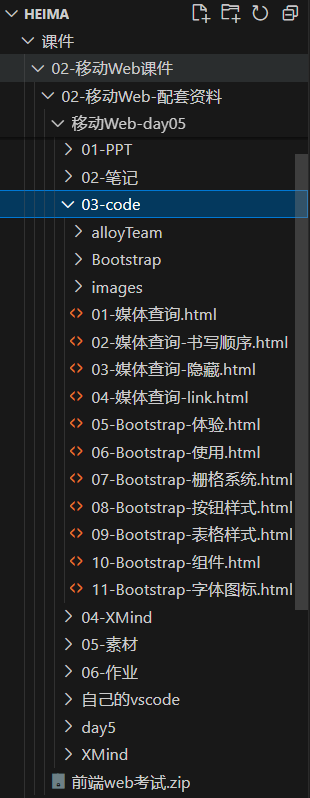 HEIMA
课件
02-移动Web课件
02-移动Web-配套资料
移动Web-day05
01-PPT
02-笔记
03-code
alloyTeam
Bootstrap
images
01-媒体查询.html
02-媒体查询-书写顺序.html
03-媒体查询-隐藏.html
04-媒体查询-link.html
05-Bootstrap-体验.html
06-Bootstrap-使用.html
07-Bootstrap-栅格系统.html
08-Bootstrap-按钮样式.html
09-Bootstrap-表格样式.html
10-Bootstrap-组件.html
11-Bootstrap-字体图标.html
04-XMind
05-素材
06-作业
自己的vscode
day5
XMind
前端web考试.zip